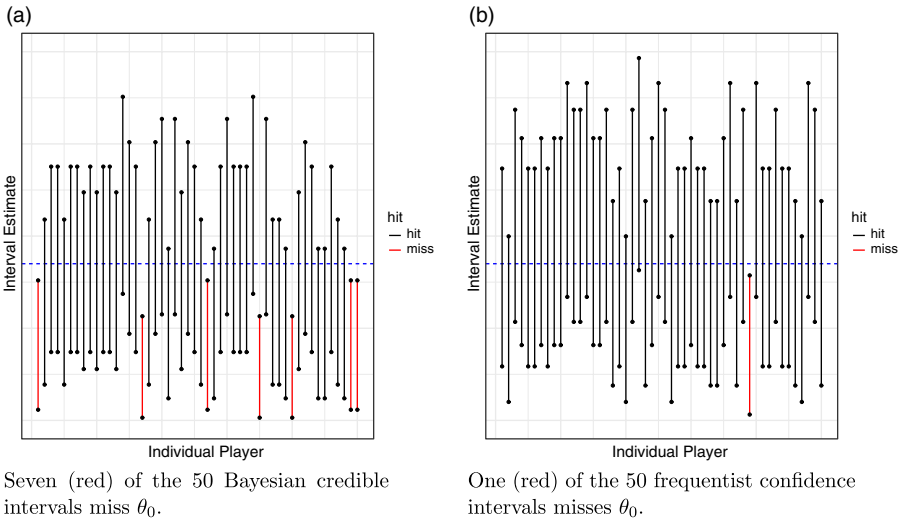 (a)
Interval Estimate
hit
hit
miss
Individual Player
Seven (red) of the 50 Bayesian credible
intervals miss θ₀.
(b)
Interval Estimate
hit
hit
miss
Individual Player
One (red) of the 50 frequentist confidence
intervals misses θ₀.